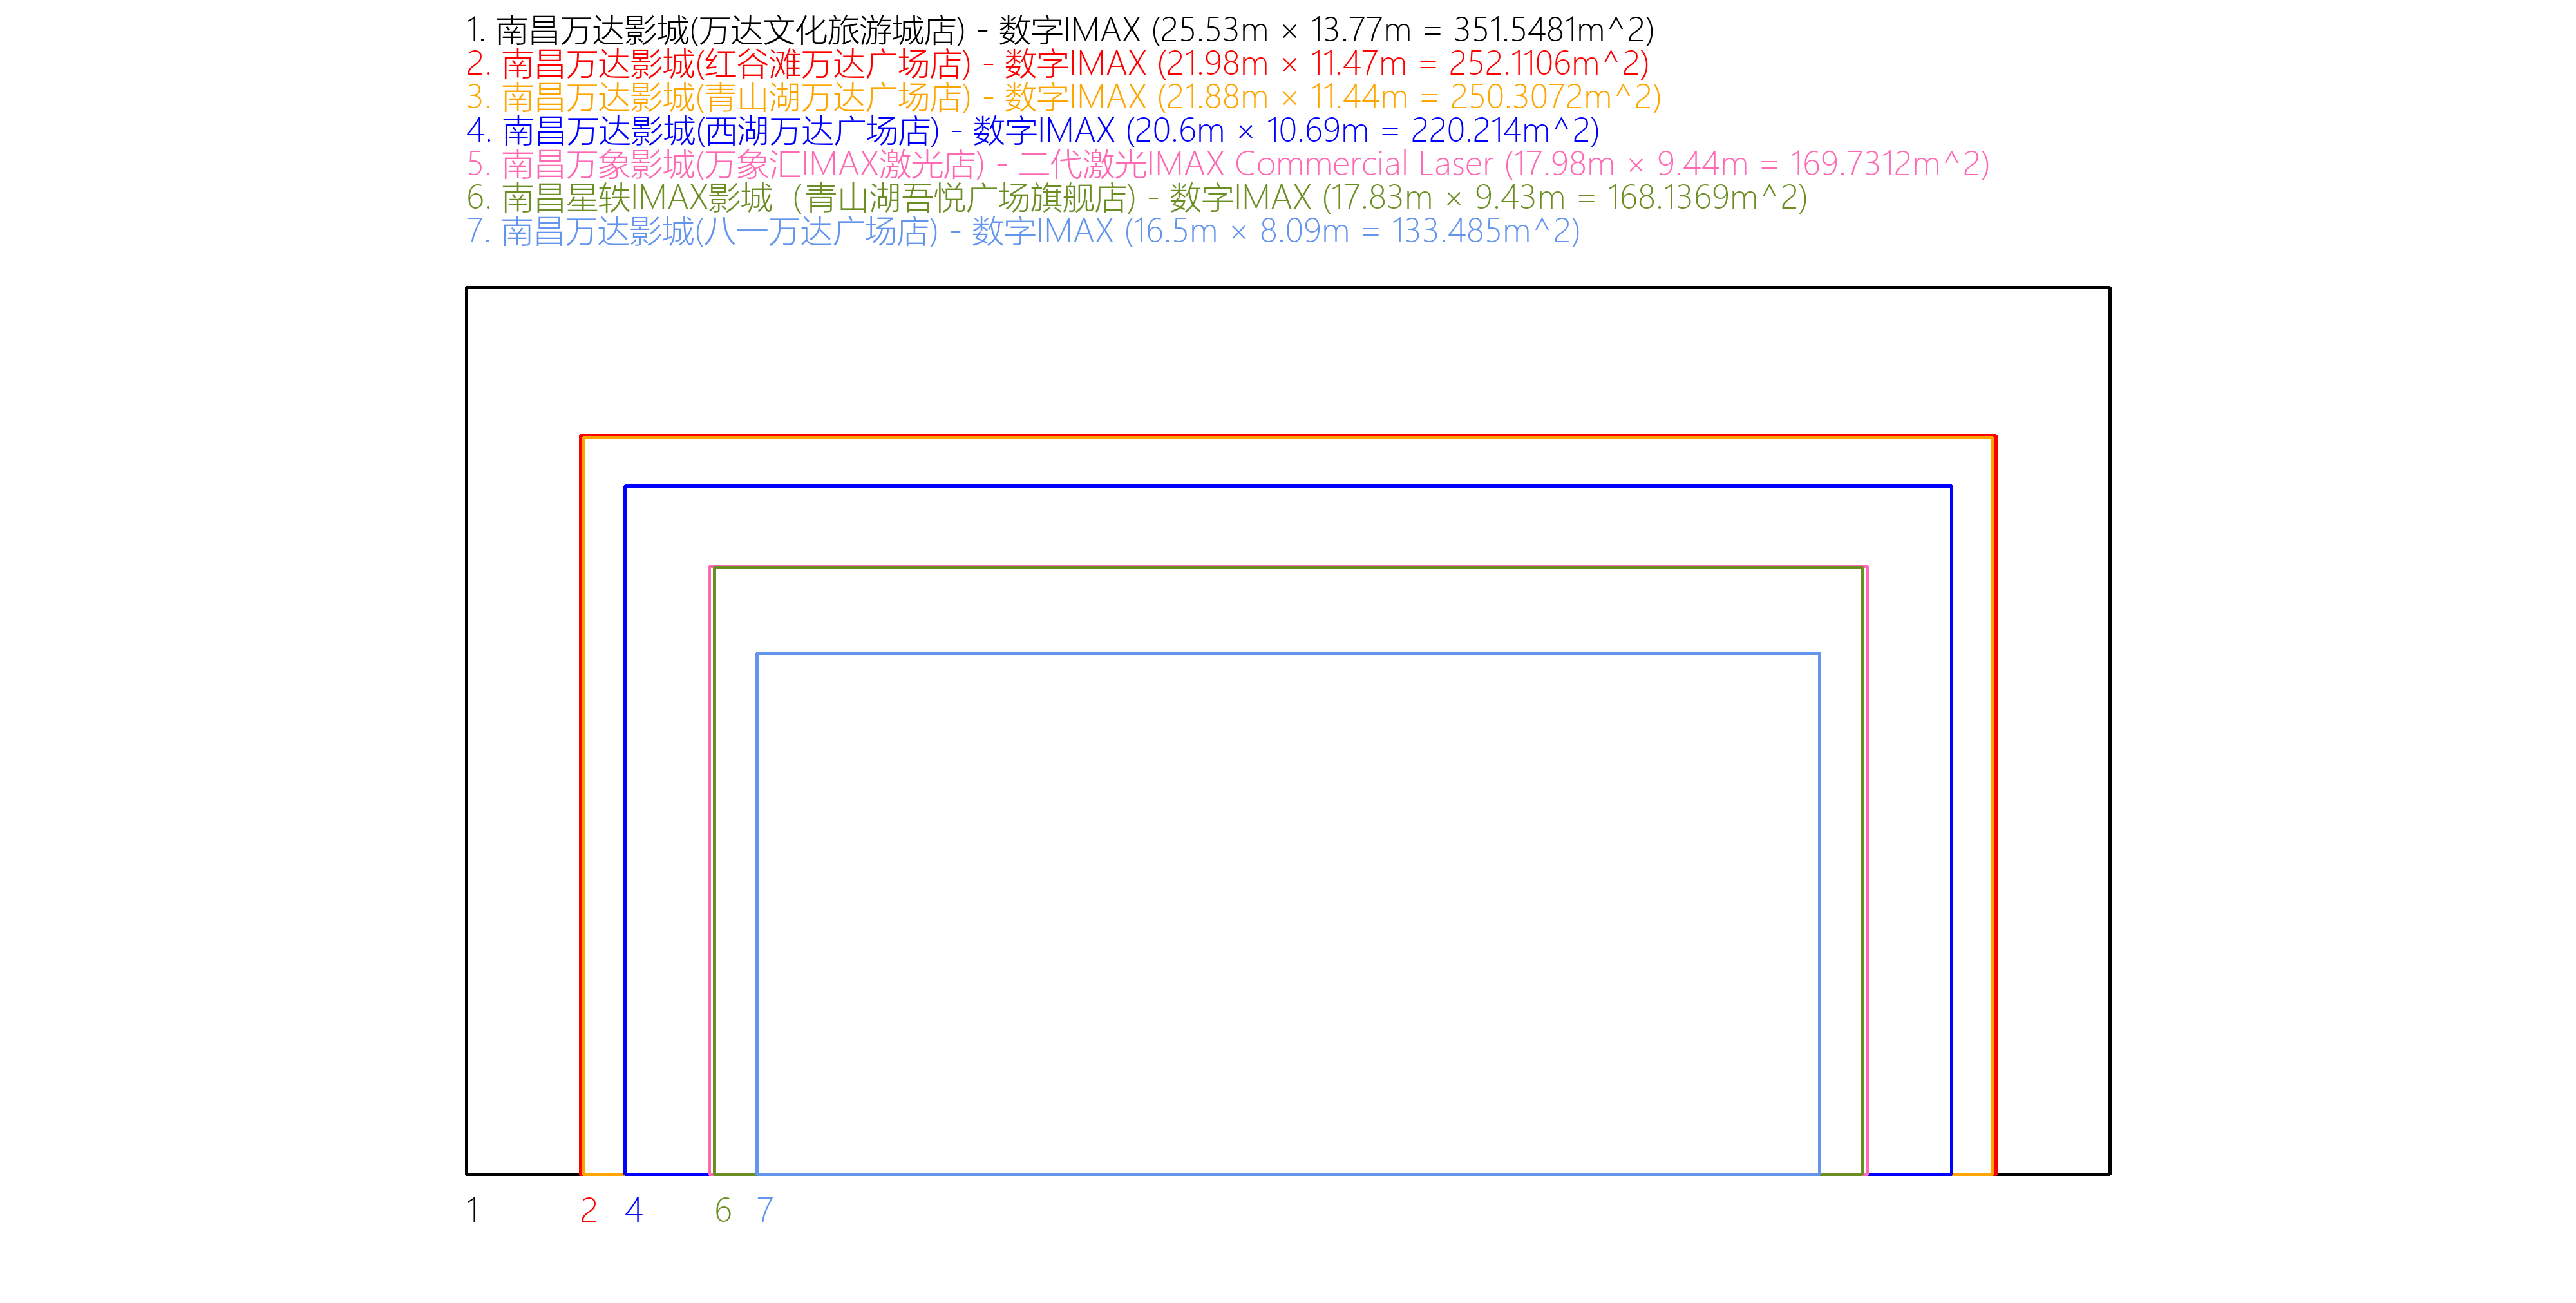 1. 南昌万达影城(万达文化旅游城店) - 数字IMAX (25.53m × 13.77m = 351.5481m^2)
2. 南昌万达影城(红谷滩万达广场店) - 数字IMAX (21.98m × 11.47m = 252.1106m^2)
3. 南昌万达影城(青山湖万达广场店) - 数字IMAX (21.88m × 11.44m = 250.3072m^2)
4. 南昌万达影城(西湖万达广场店) - 数字IMAX (20.6m × 10.69m = 220.214m^2)
5. 南昌万象影城(万象汇IMAX激光店) - 二代激光IMAX Commercial Laser (17.98m × 9.44m = 169.7312m^2)
6. 南昌星轶IMAX影城（青山湖吾悦广场旗舰店) - 数字IMAX (17.83m × 9.43m = 168.1369m^2)
7. 南昌万达影城(八一万达广场店) - 数字IMAX (16.5m × 8.09m = 133.485m^2)
1 2 4 6 7